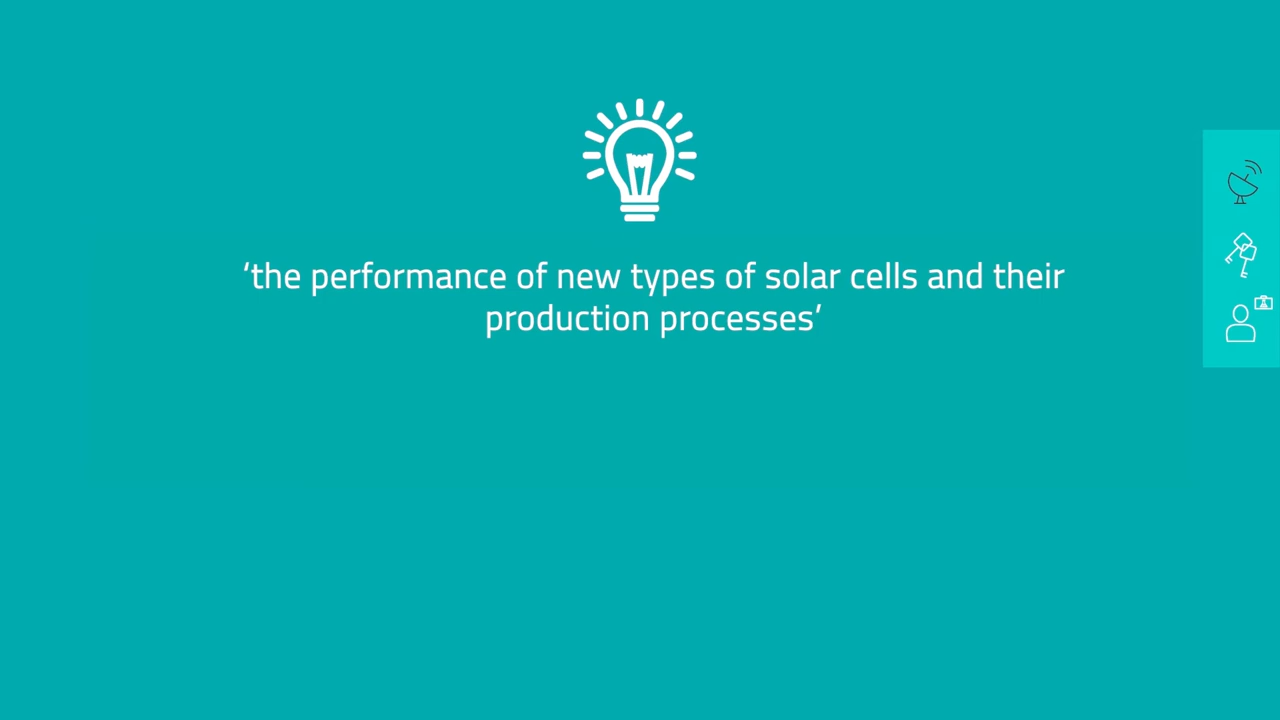 ‘the performance of new types of solar cells and their
production processes’